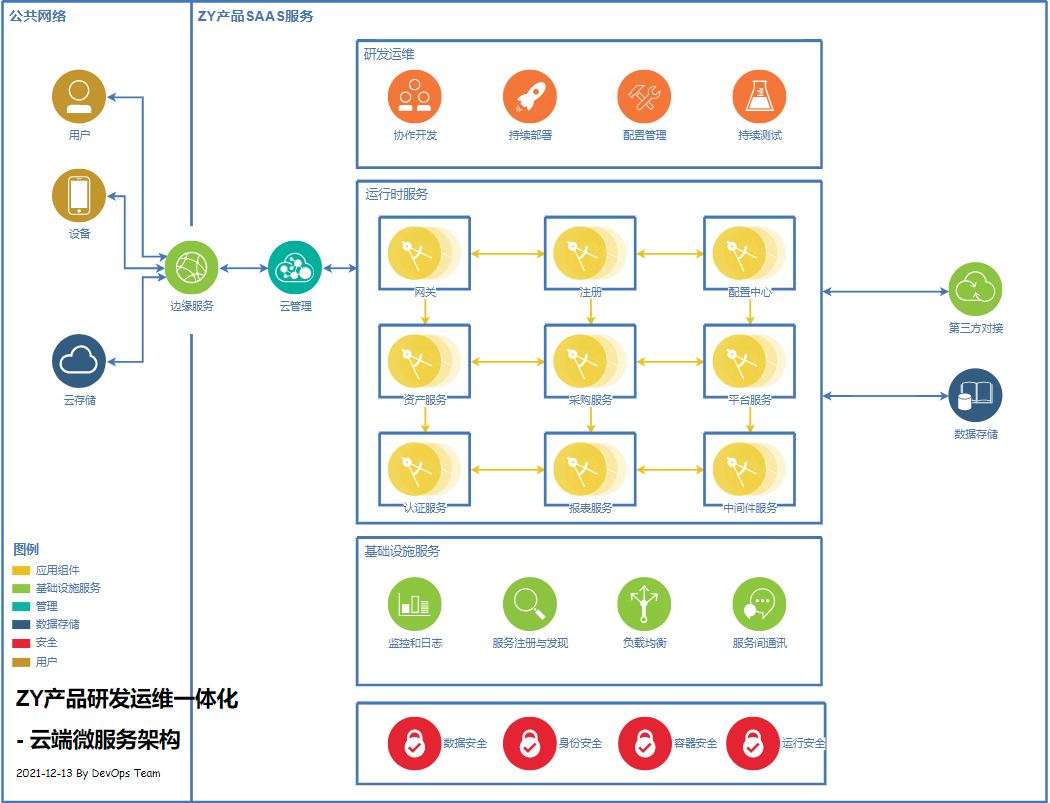 公共网络
ZY产品SAAS服务
用户
设备
云存储
边缘服务
云管理
研发运维
协作开发
持续部署
配置管理
持续测试
运行时服务
网关
注册
配置中心
资产服务
采购服务
平台服务
认证服务
报表服务
中间件服务
第三方对接
数据存储
基础设施服务
监控和日志
服务注册与发现
负载均衡
服务间通讯
数据安全
身份安全
容器安全
运行安全
图例
应用组件
基础设施服务
管理
数据存储
安全
用户
ZY产品研发运维一体化
- 云端微服务架构
2021-12-13 By DevOps Team